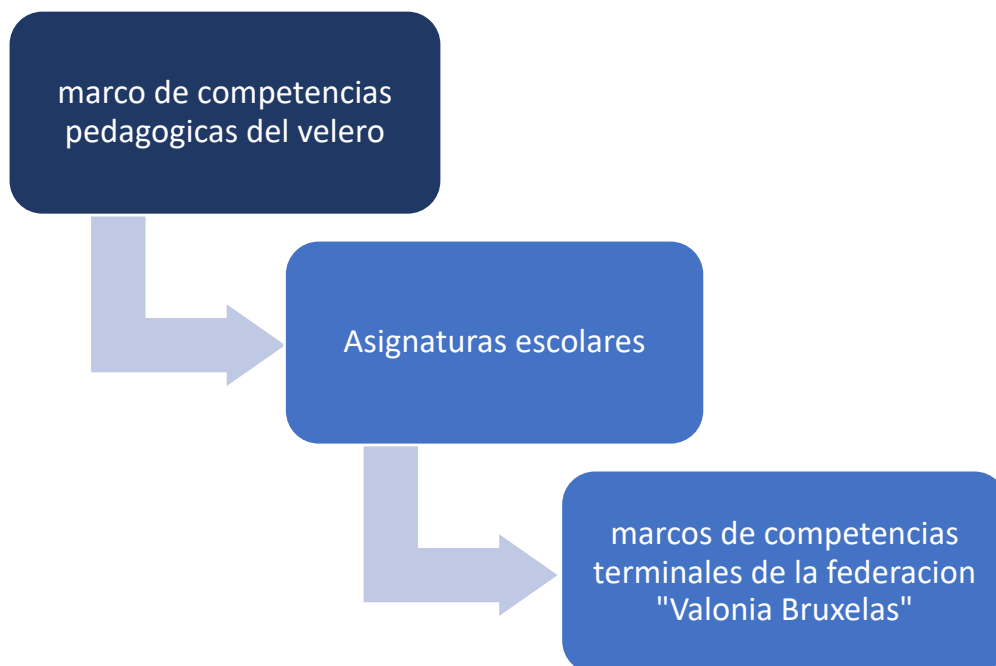 marco de competencias
pedagogicas del velero
Asignaturas escolares
marcos de competencias
terminales de la federacion
"Valonia Bruxelas"